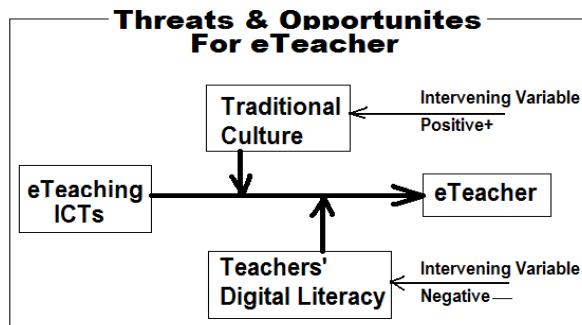 Threats & Opportunites
For eTeacher
Traditional
Culture
Intervening Variable
Positive+
eTeaching
ICTs
eTeacher
Teachers'
Digital Literacy
Intervening Variable
Negative —